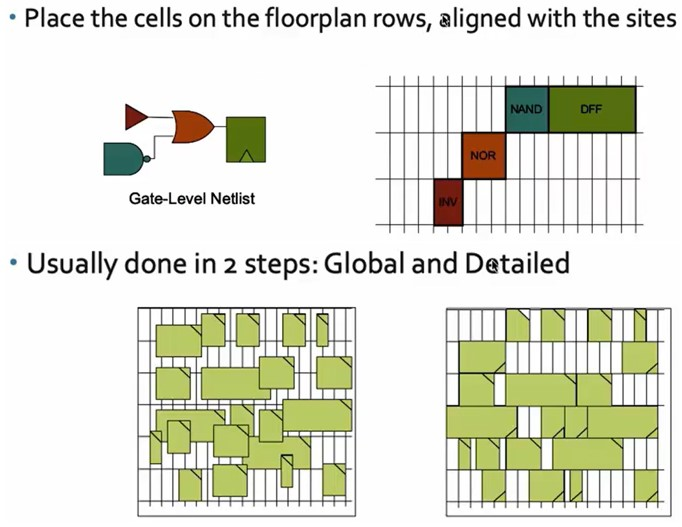 • Place the cells on the floorplan rows, aligned with the sites
NAND
DFF
NOR
INV
Gate-Level Netlist
• Usually done in 2 steps: Global and Detailed